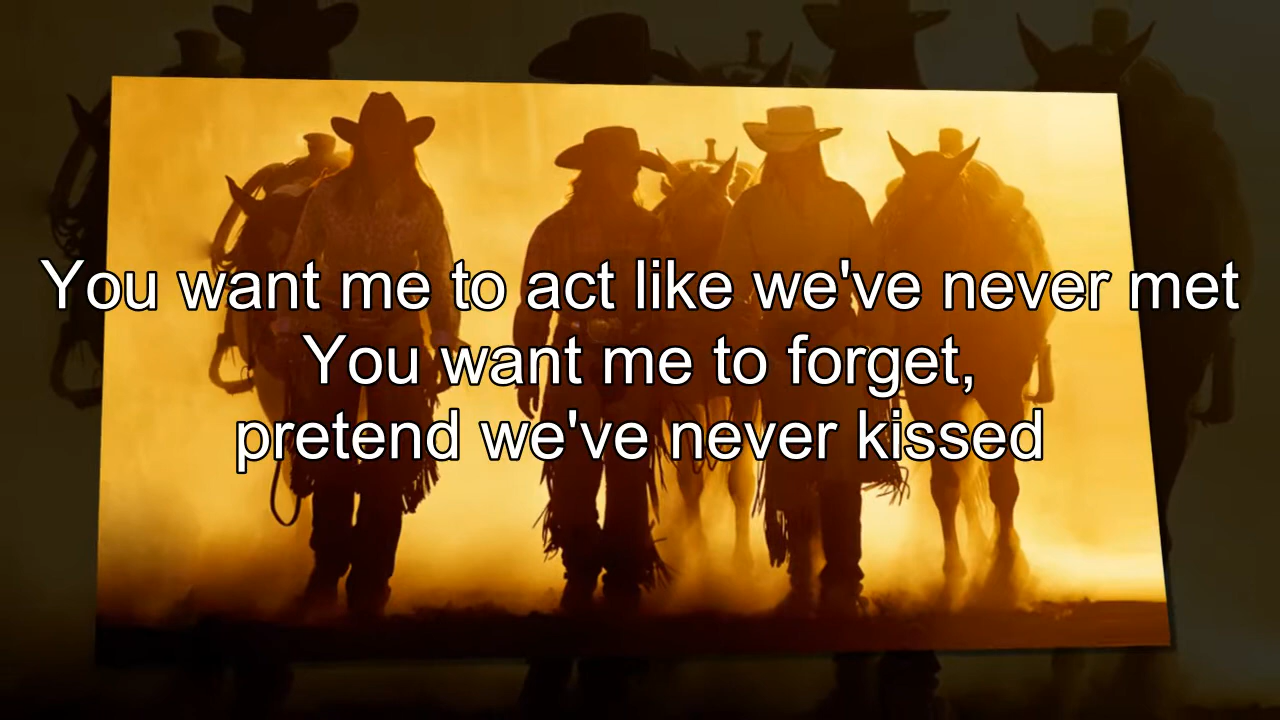 You want me to act like we've never met
You want me to forget,
pretend we've never kissed